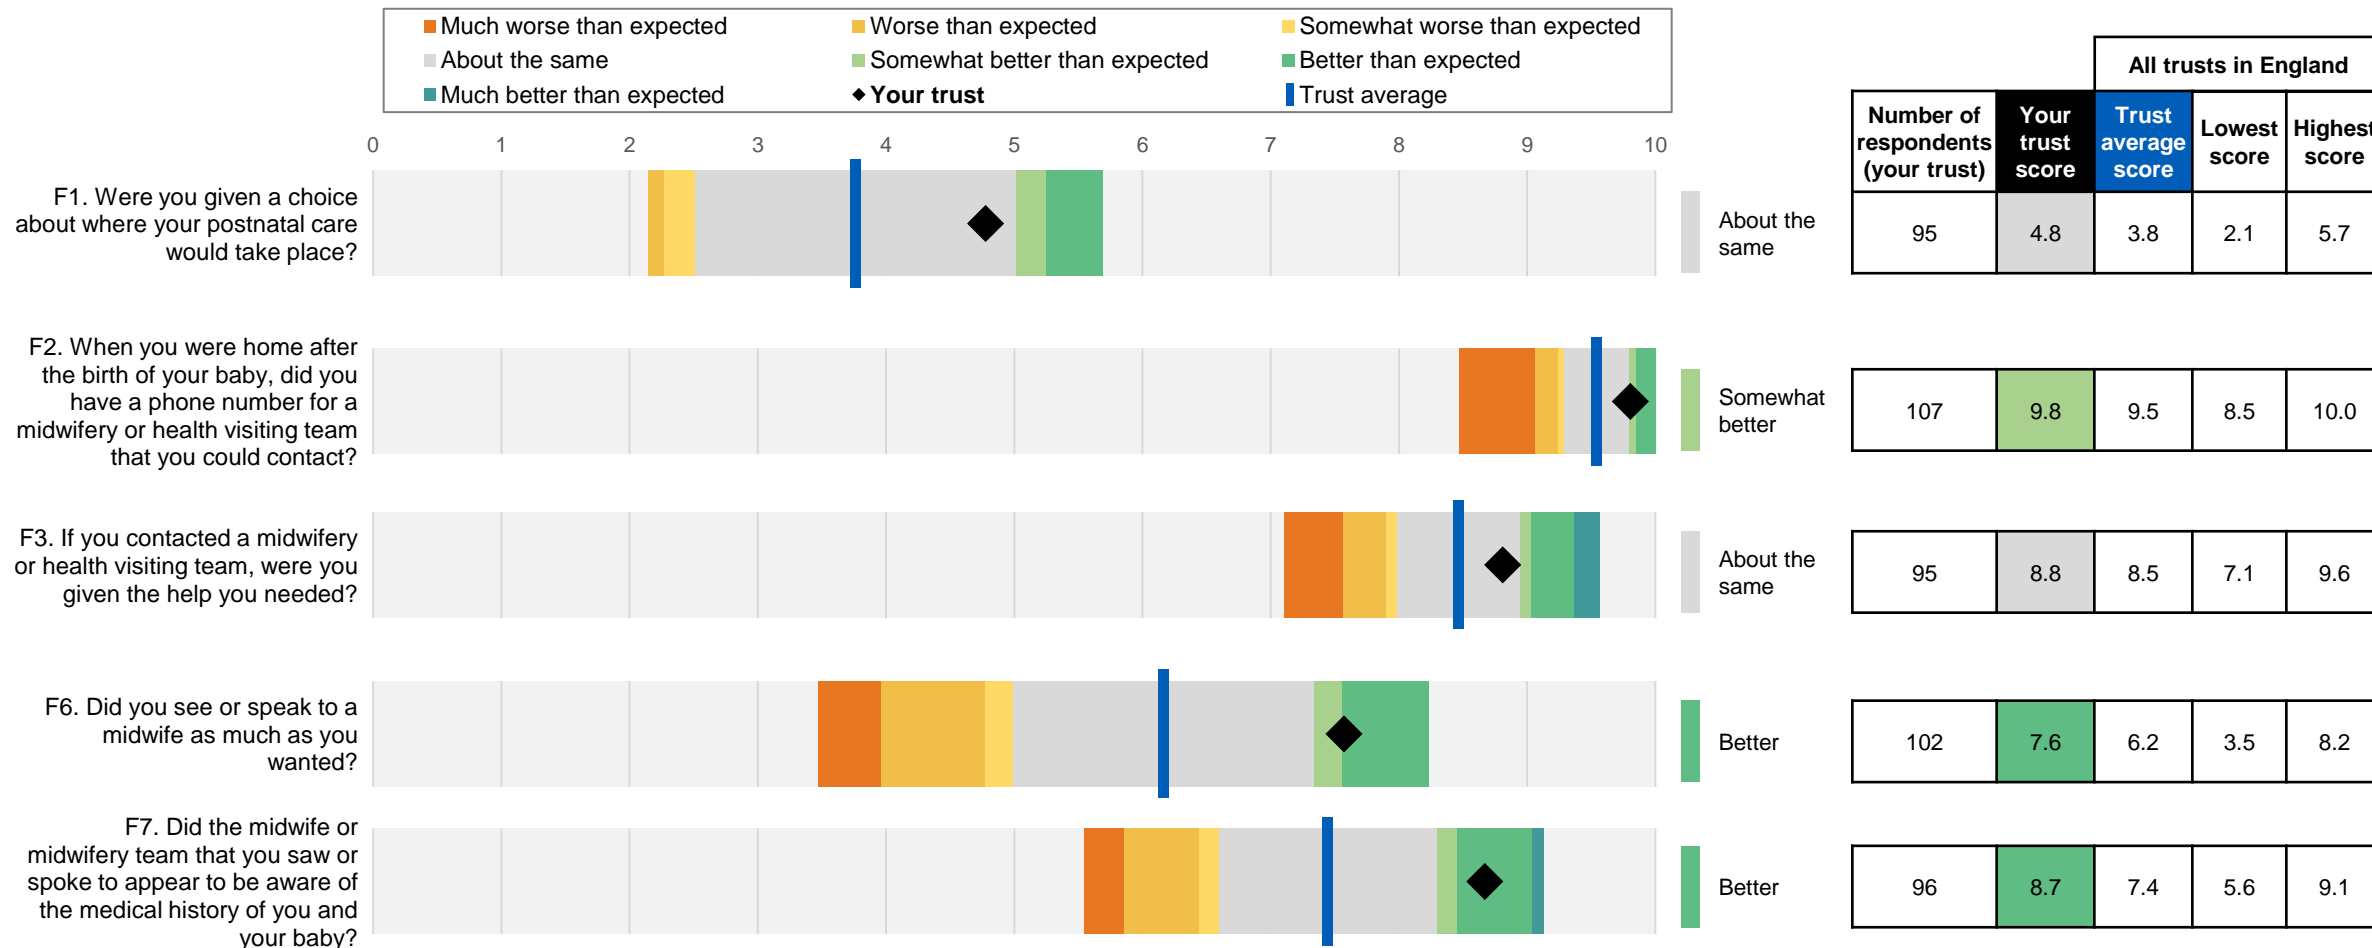 Much worse than expected
Worse than expected
Somewhat worse than expected
About the same
Somewhat better than expected
Better than expected
Much better than expected
Your trust
Trust average
All trusts in England
Number of respondents (your trust)
Your trust score
Trust average score
Lowest score
Highest score
0 1 2 3 4 5 6 7 8 9 10
F1. Were you given a choice
about where your postnatal care
would take place?
About the
same
95 4.8 3.8 2.1 5.7
F2. When you were home after
the birth of your baby, did you
have a phone number for a
midwifery or health visiting team
that you could contact?
Somewhat
better
107 9.8 9.5 8.5 10.0
F3. If you contacted a midwifery
or health visiting team, were you
given the help you needed?
About the
same
95 8.8 8.5 7.1 9.6
F6. Did you see or speak to a
midwife as much as you
wanted?
Better
102 7.6 6.2 3.5 8.2
F7. Did the midwife or
midwifery team that you saw or
spoke to appear to be aware of
the medical history of you and
your baby?
Better
96 8.7 7.4 5.6 9.1